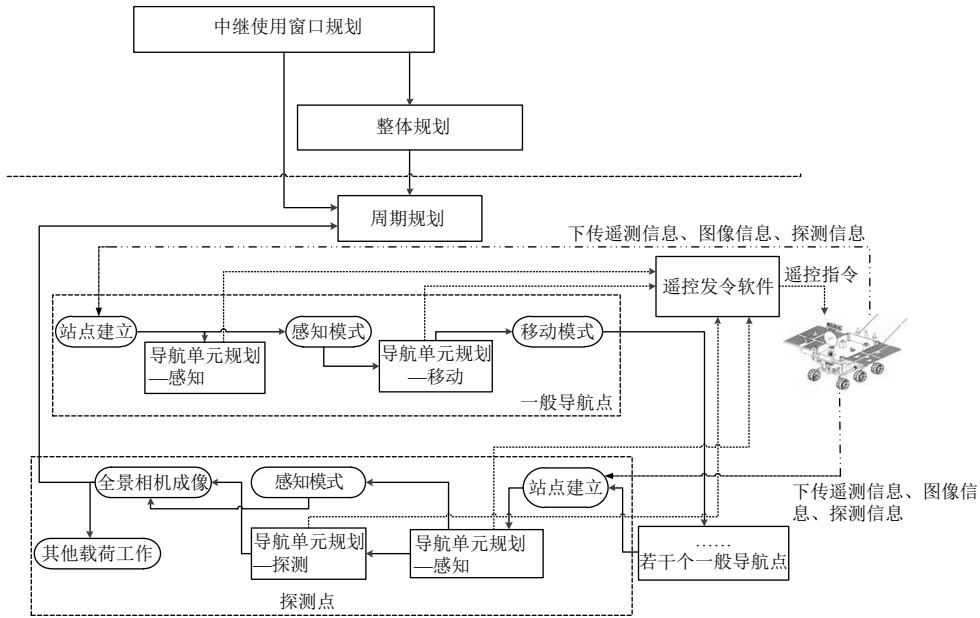 中继使用窗口规划
整体规划
周期规划
下传遥测信息、图像信息、探测信息
遥控发令软件
遥控指令
站点建立
感知模式
移动模式
导航单元规划
—感知
导航单元规划
—移动
一般导航点
全景相机成像
感知模式
站点建立
下传遥测信息、图像信
息、探测信息
其他载荷工作
导航单元规划
—探测
导航单元规划
—感知
……
若干个一般导航点
探测点